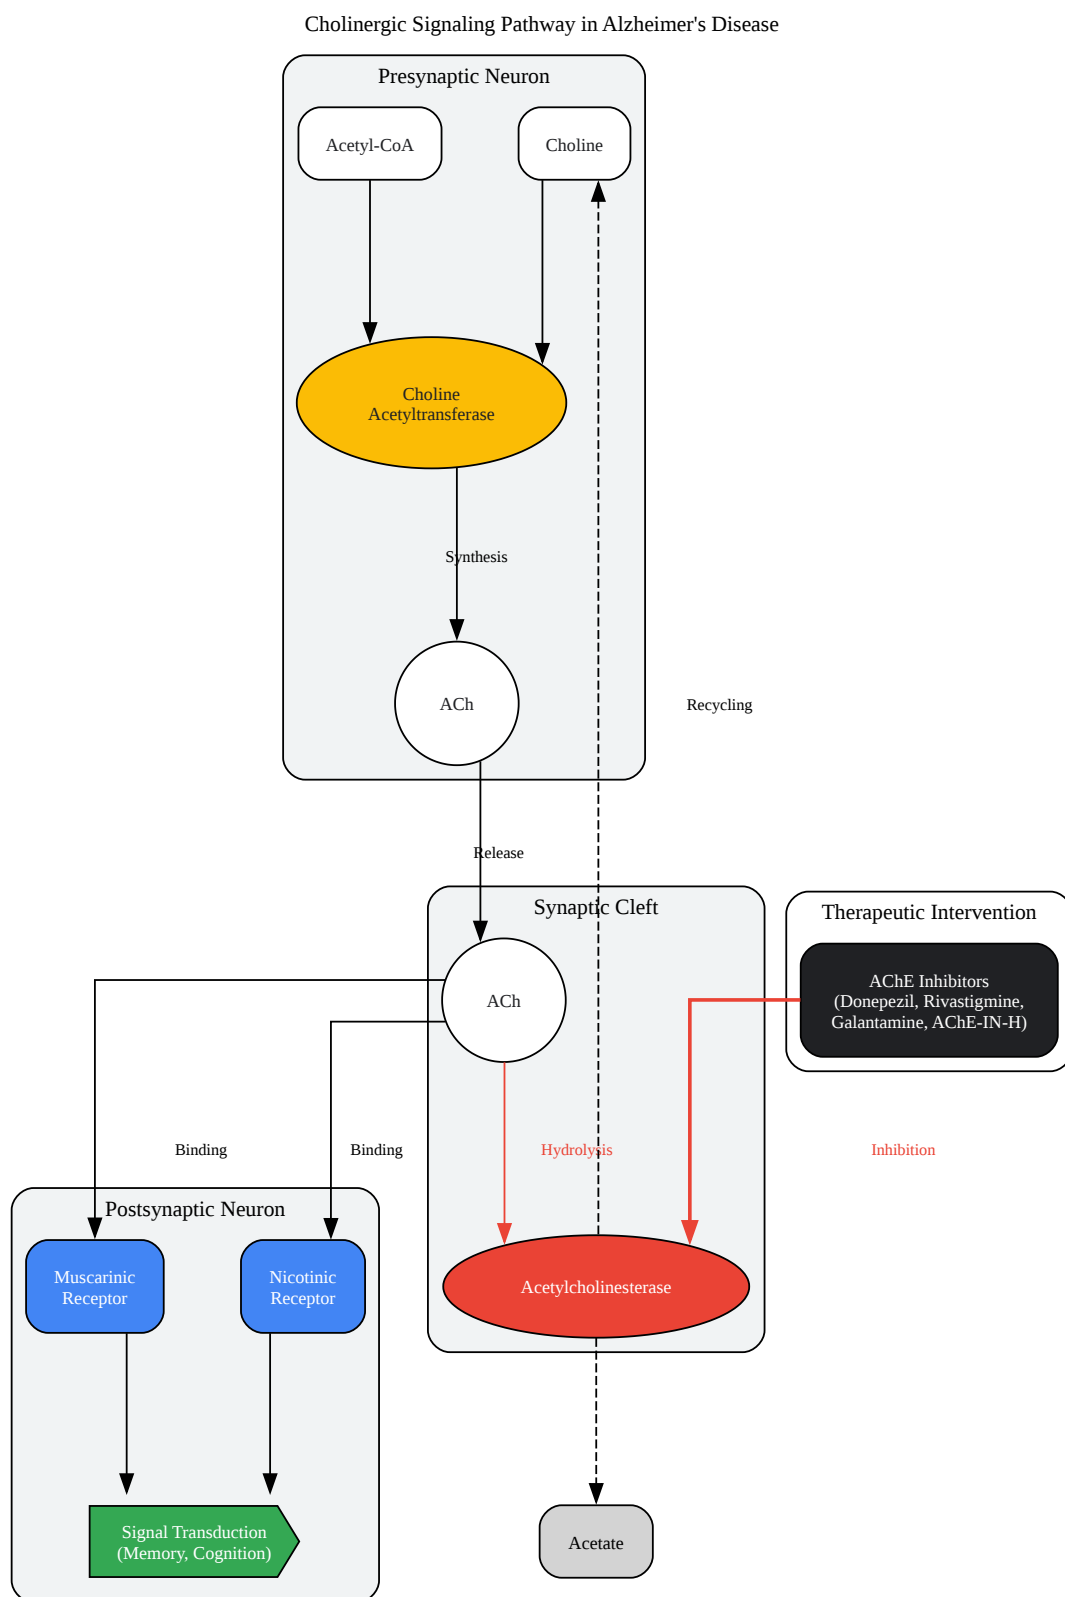 Cholinergic Signaling Pathway in Alzheimer's Disease
Presynaptic Neuron
Acetyl-CoA
Choline
Choline
Acetyltransferase
Synthesis
ACh
Recycling
Release
Synaptic Cleft
Therapeutic Intervention
ACh
AChE Inhibitors
(Donepezil, Rivastigmine,
Galantamine, AChE-IN-H)
Binding
Binding
Hydrolysis
Inhibition
Postsynaptic Neuron
Muscarinic
Receptor
Nicotinic
Receptor
Acetylcholinesterase
Signal Transduction
(Memory, Cognition)
Acetate